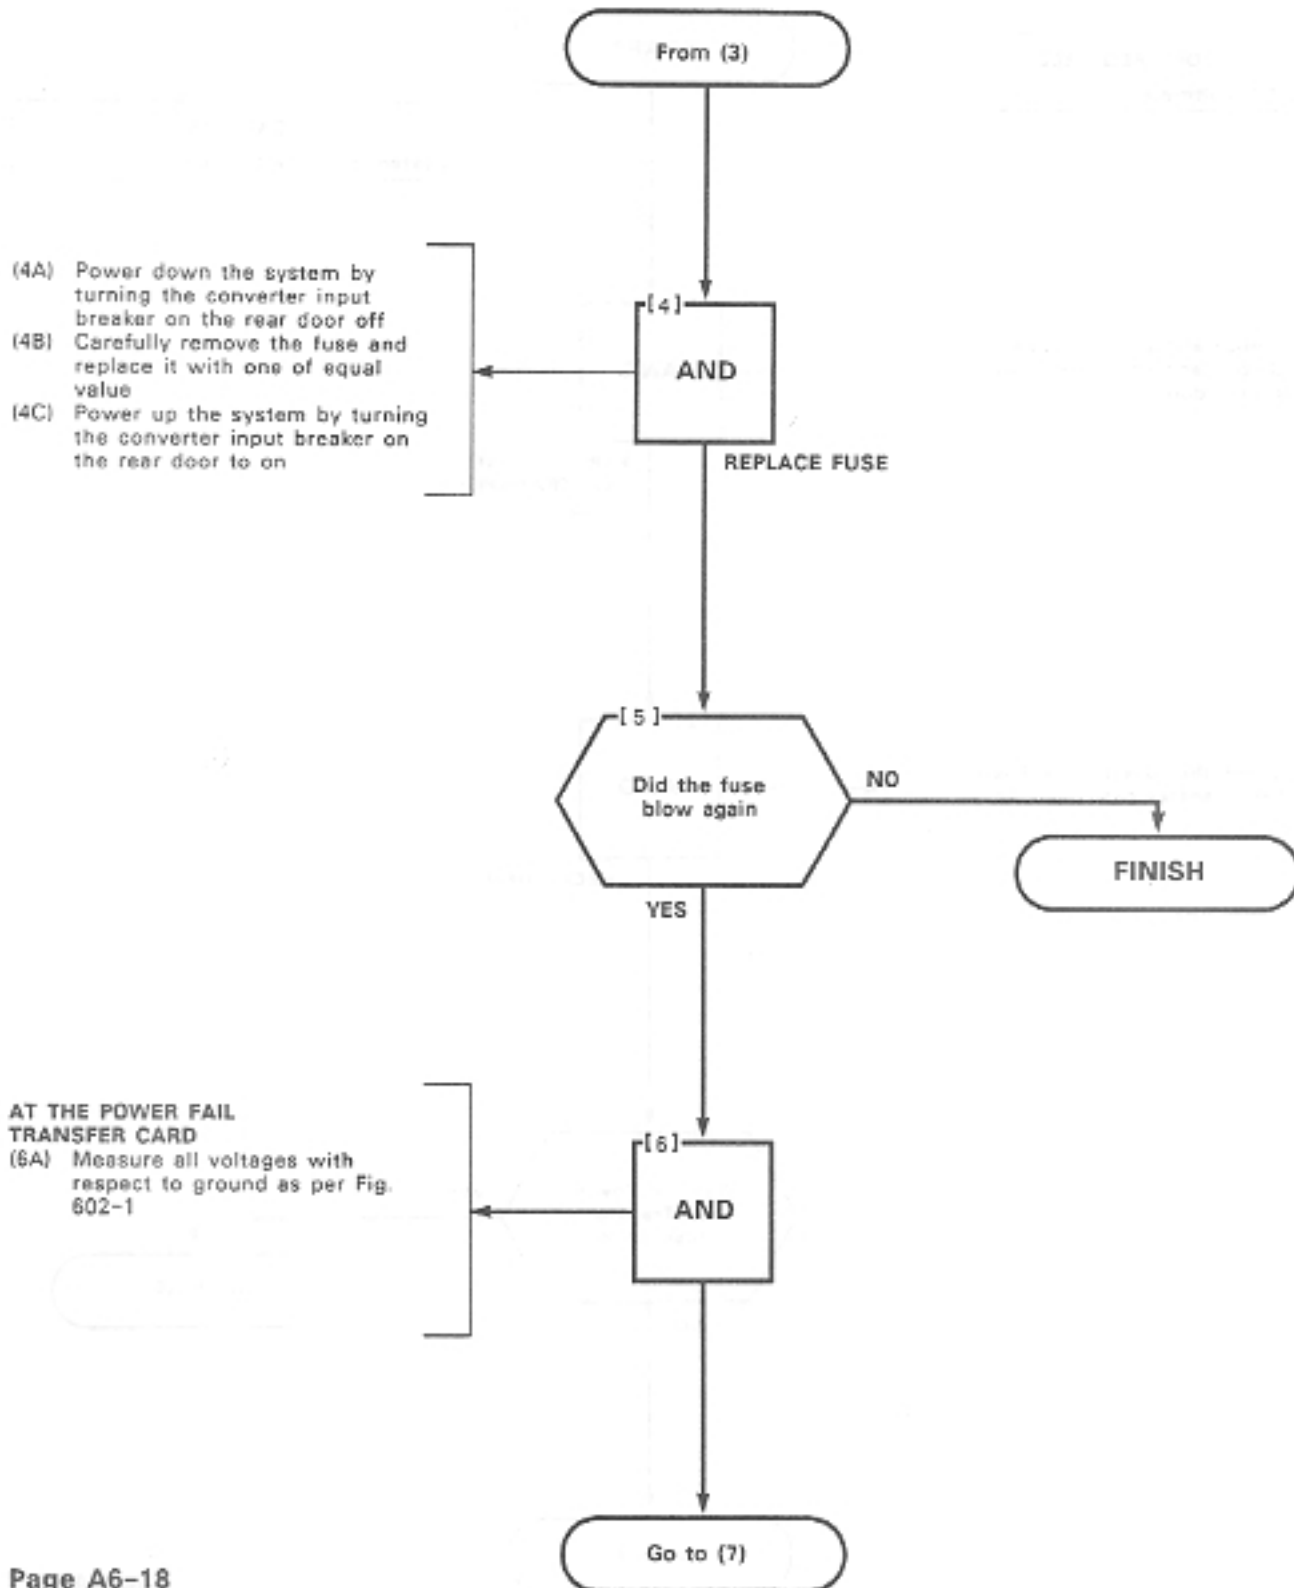 From (3)
(4A) Power down the system by
turning the converter input
breaker on the rear door off
(4B) Carefully remove the fuse and
replace it with one of equal
value
(4C) Power up the system by turning
the converter input breaker on
the rear door to on
[4]
AND
REPLACE FUSE
[5]
Did the fuse
blow again
NO
FINISH
YES
AT THE POWER FAIL
TRANSFER CARD
(6A) Measure all voltages with
respect to ground as per Fig.
602-1
[6]
AND
Go to (7)
Page A6-18